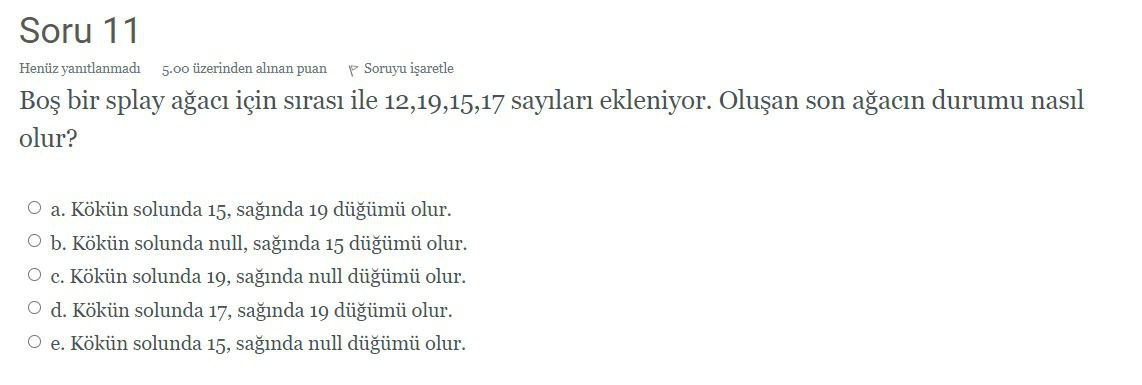 Soru 11
Henüz yanıtlanmadı 5.00 üzerinden alınan puan Soruyu işaretle
Boş bir splay ağacı için sırası ile 12,19,15,17 sayıları ekleniyor. Oluşan son ağacın durumu nasıl
olur?
a. Kökün solunda 15, sağında 19 düğümü olur.
b. Kökün solunda null, sağında 15 düğümü olur.
c. Kökün solunda 19, sağında null düğümü olur.
d. Kökün solunda 17, sağında 19 düğümü olur.
e. Kökün solunda 15, sağında null düğümü olur.